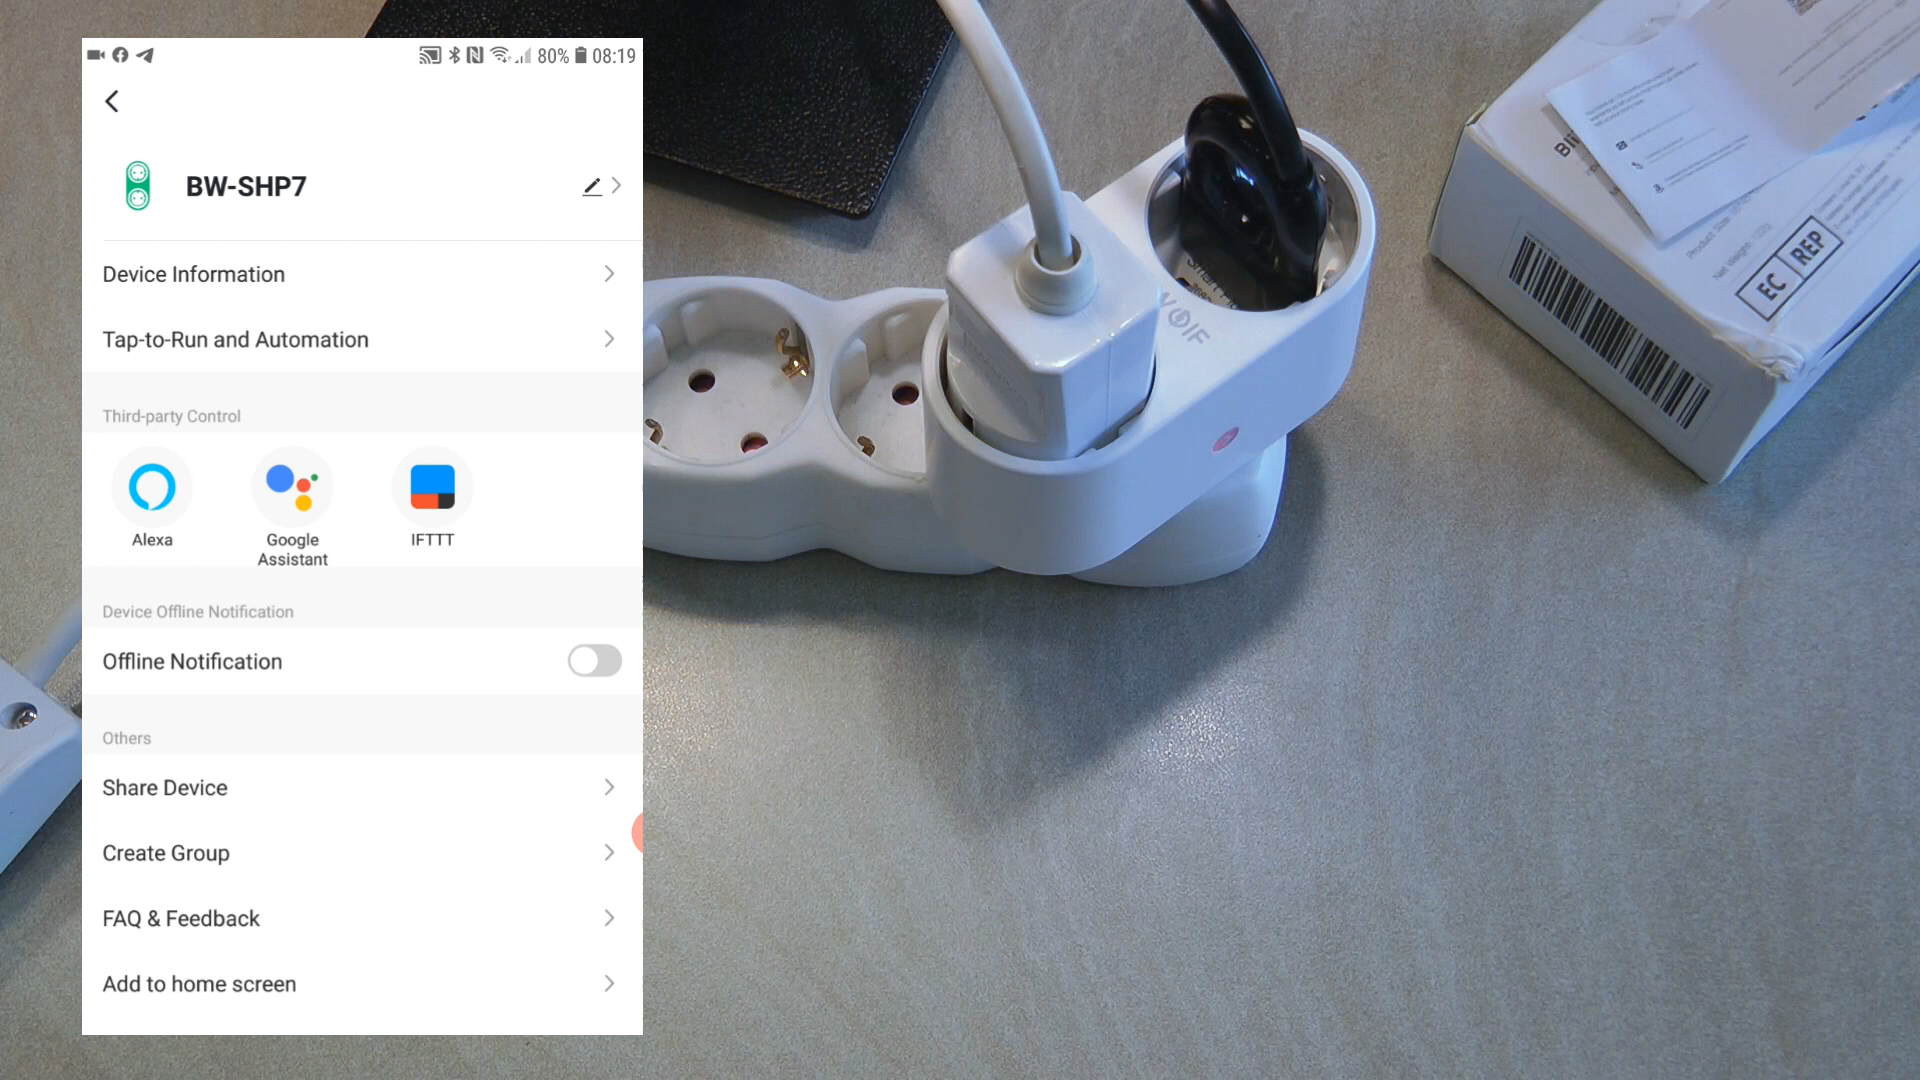 80% 08:19
BW-SHP7
Device Information
Tap-to-Run and Automation
Third-party Control
Alexa
Google
Assistant
IFTTT
Device Offline Notification
Offline Notification
Others
Share Device
Create Group
FAQ & Feedback
Add to home screen
EC REP